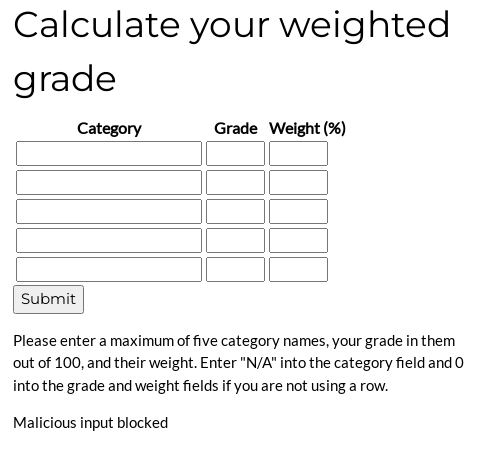 Calculate your weighted
grade
Category Grade Weight (%)
Submit
Please enter a maximum of five category names, your grade in them
out of 100, and their weight. Enter "N/A" into the category field and 0
into the grade and weight fields if you are not using a row.
Malicious input blocked